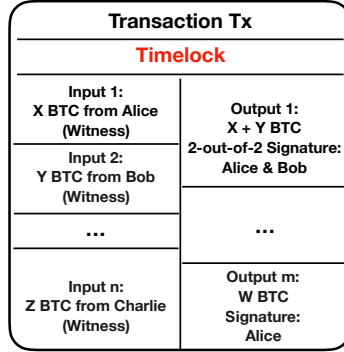 Transaction Tx
Timelock
Input 1:
X BTC from Alice
(Witness)
Input 2:
Y BTC from Bob
(Witness)
...
Input n:
Z BTC from Charlie
(Witness)
Output 1:
X + Y BTC
2-out-of-2 Signature:
Alice & Bob
...
Output m:
W BTC
Signature:
Alice